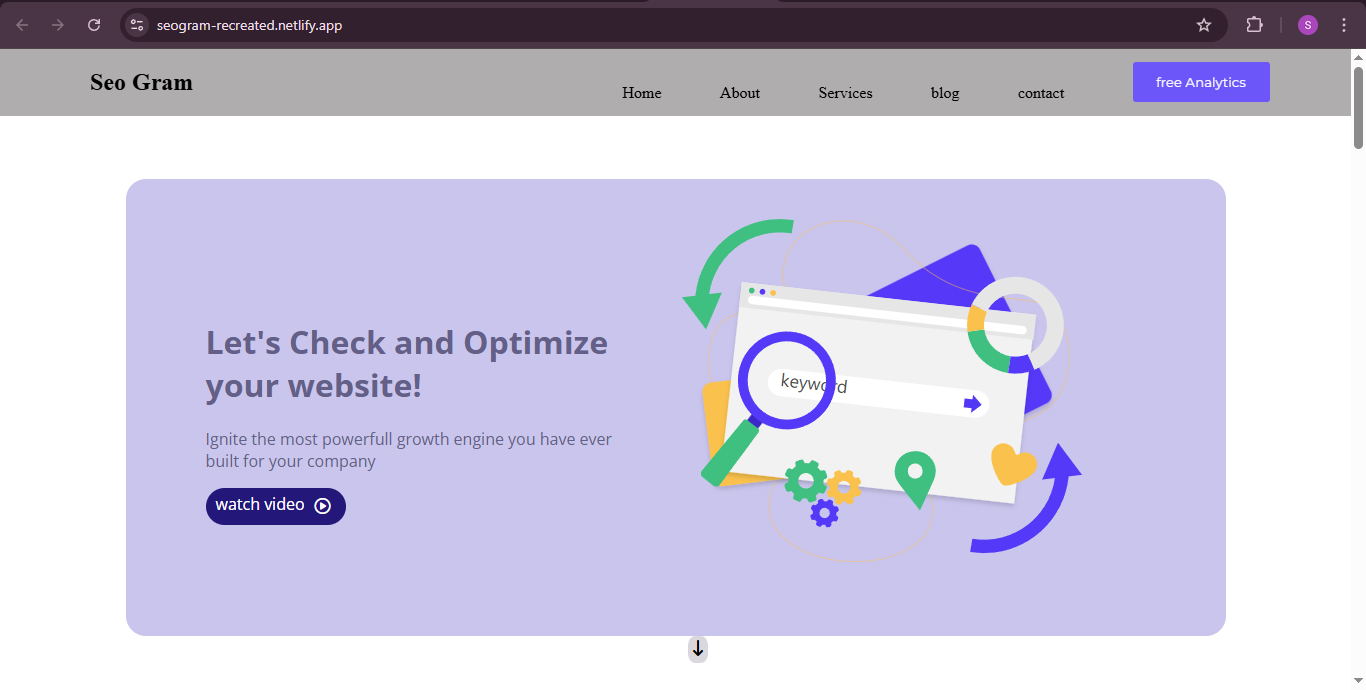 seogram-recreated.netlify.app
S
Seo Gram
Home About Services blog contact
free Analytics
Let's Check and Optimize
your website!
Ignite the most powerfull growth engine you have ever
built for your company
watch video
keyword